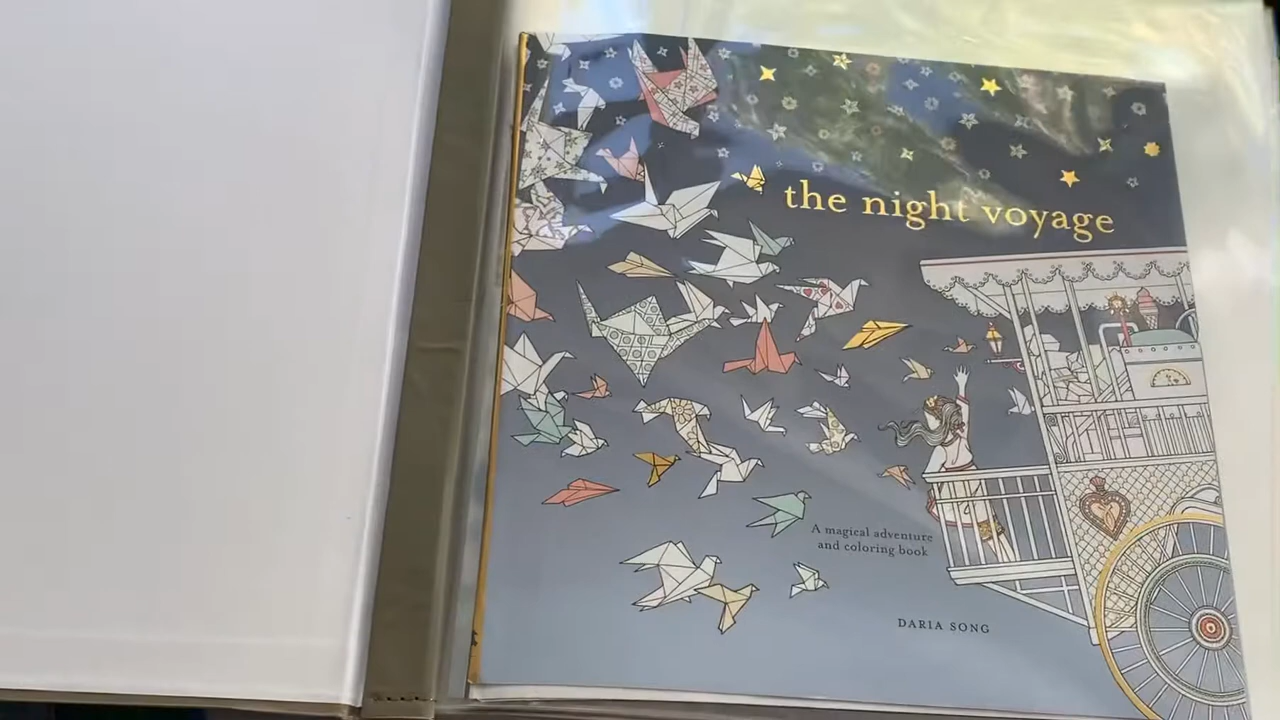 the night voyage
A magical adventure
and coloring book
DARIA SONG